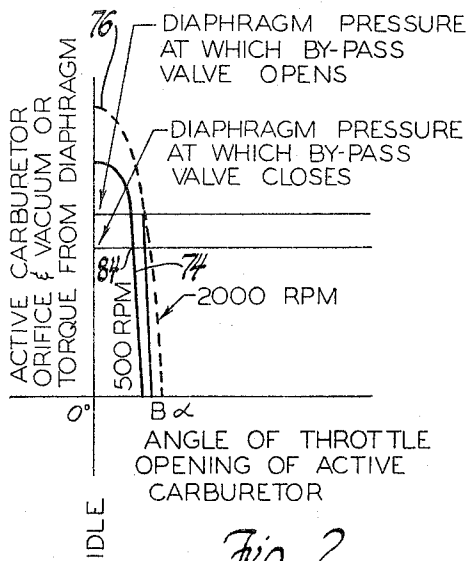 76
DIAPHRAGM PRESSURE
AT WHICH BY-PASS
VALVE OPENS
DIAPHRAGM PRESSURE
AT WHICH BY-PASS
VALVE CLOSES
ACTIVE CARBURETOR
ORIFICE & VACUUM OR
TORQUE FROM DIAPHRAGM
84
74
500 RPM
2000 RPM
0°
B α
ANGLE OF THROTTLE
OPENING OF ACTIVE
CARBURETOR
IDLE
Fig. 2